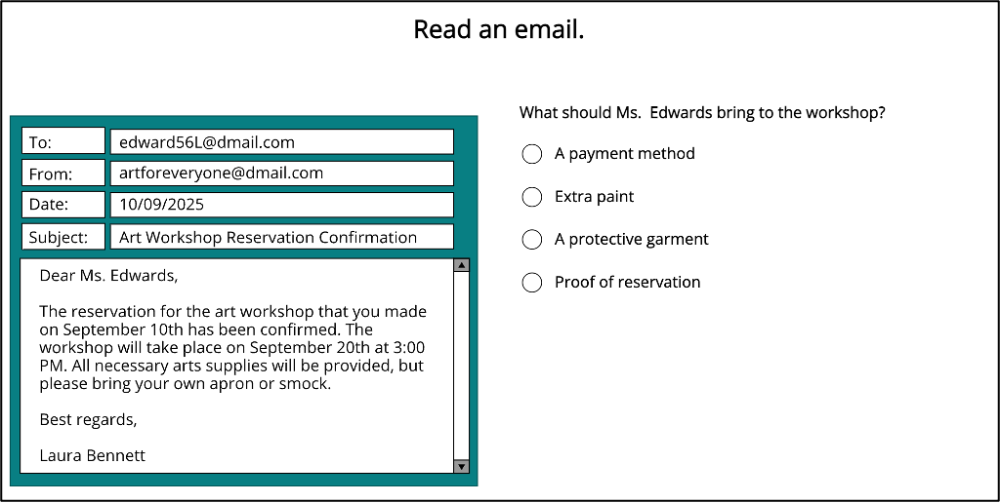 Read an email.
To:
edward56L@dmail.com
From:
artforeveryone@dmail.com
Date:
10/09/2025
Subject:
Art Workshop Reservation Confirmation
Dear Ms. Edwards,
The reservation for the art workshop that you made
on September 10th has been confirmed. The
workshop will take place on September 20th at 3:00
PM. All necessary arts supplies will be provided, but
please bring your own apron or smock.
Best regards,
Laura Bennett
What should Ms. Edwards bring to the workshop?
A payment method
Extra paint
A protective garment
Proof of reservation